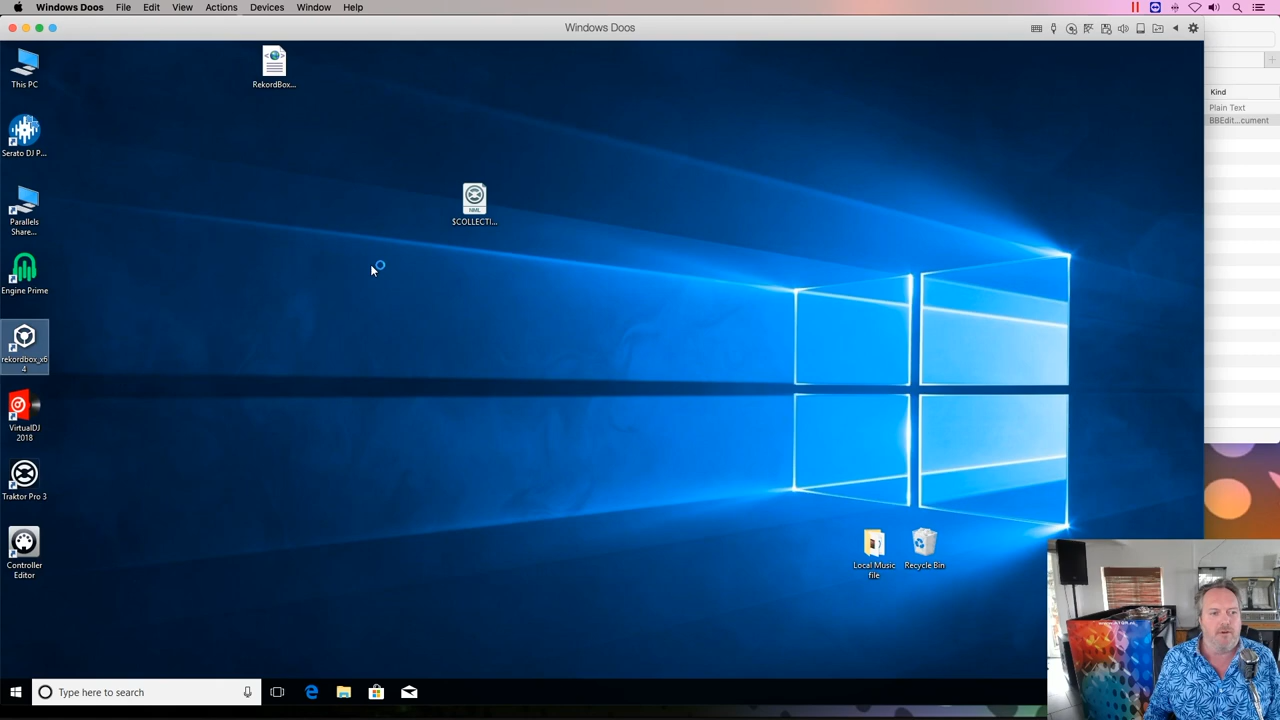 Windows Doos File Edit View Actions Devices Window Help
Windows Doos
This PC
RekordBox...
Kind
Plain Text
BBEdit...cument
Serato DJ P...
$COLLECTI...
NML
Parallels
Share...
Engine Prime
rekordbox_x6
4
VirtualDJ
2018
Traktor Pro 3
Controller
Editor
Local Music
file
Recycle Bin
Type here to search